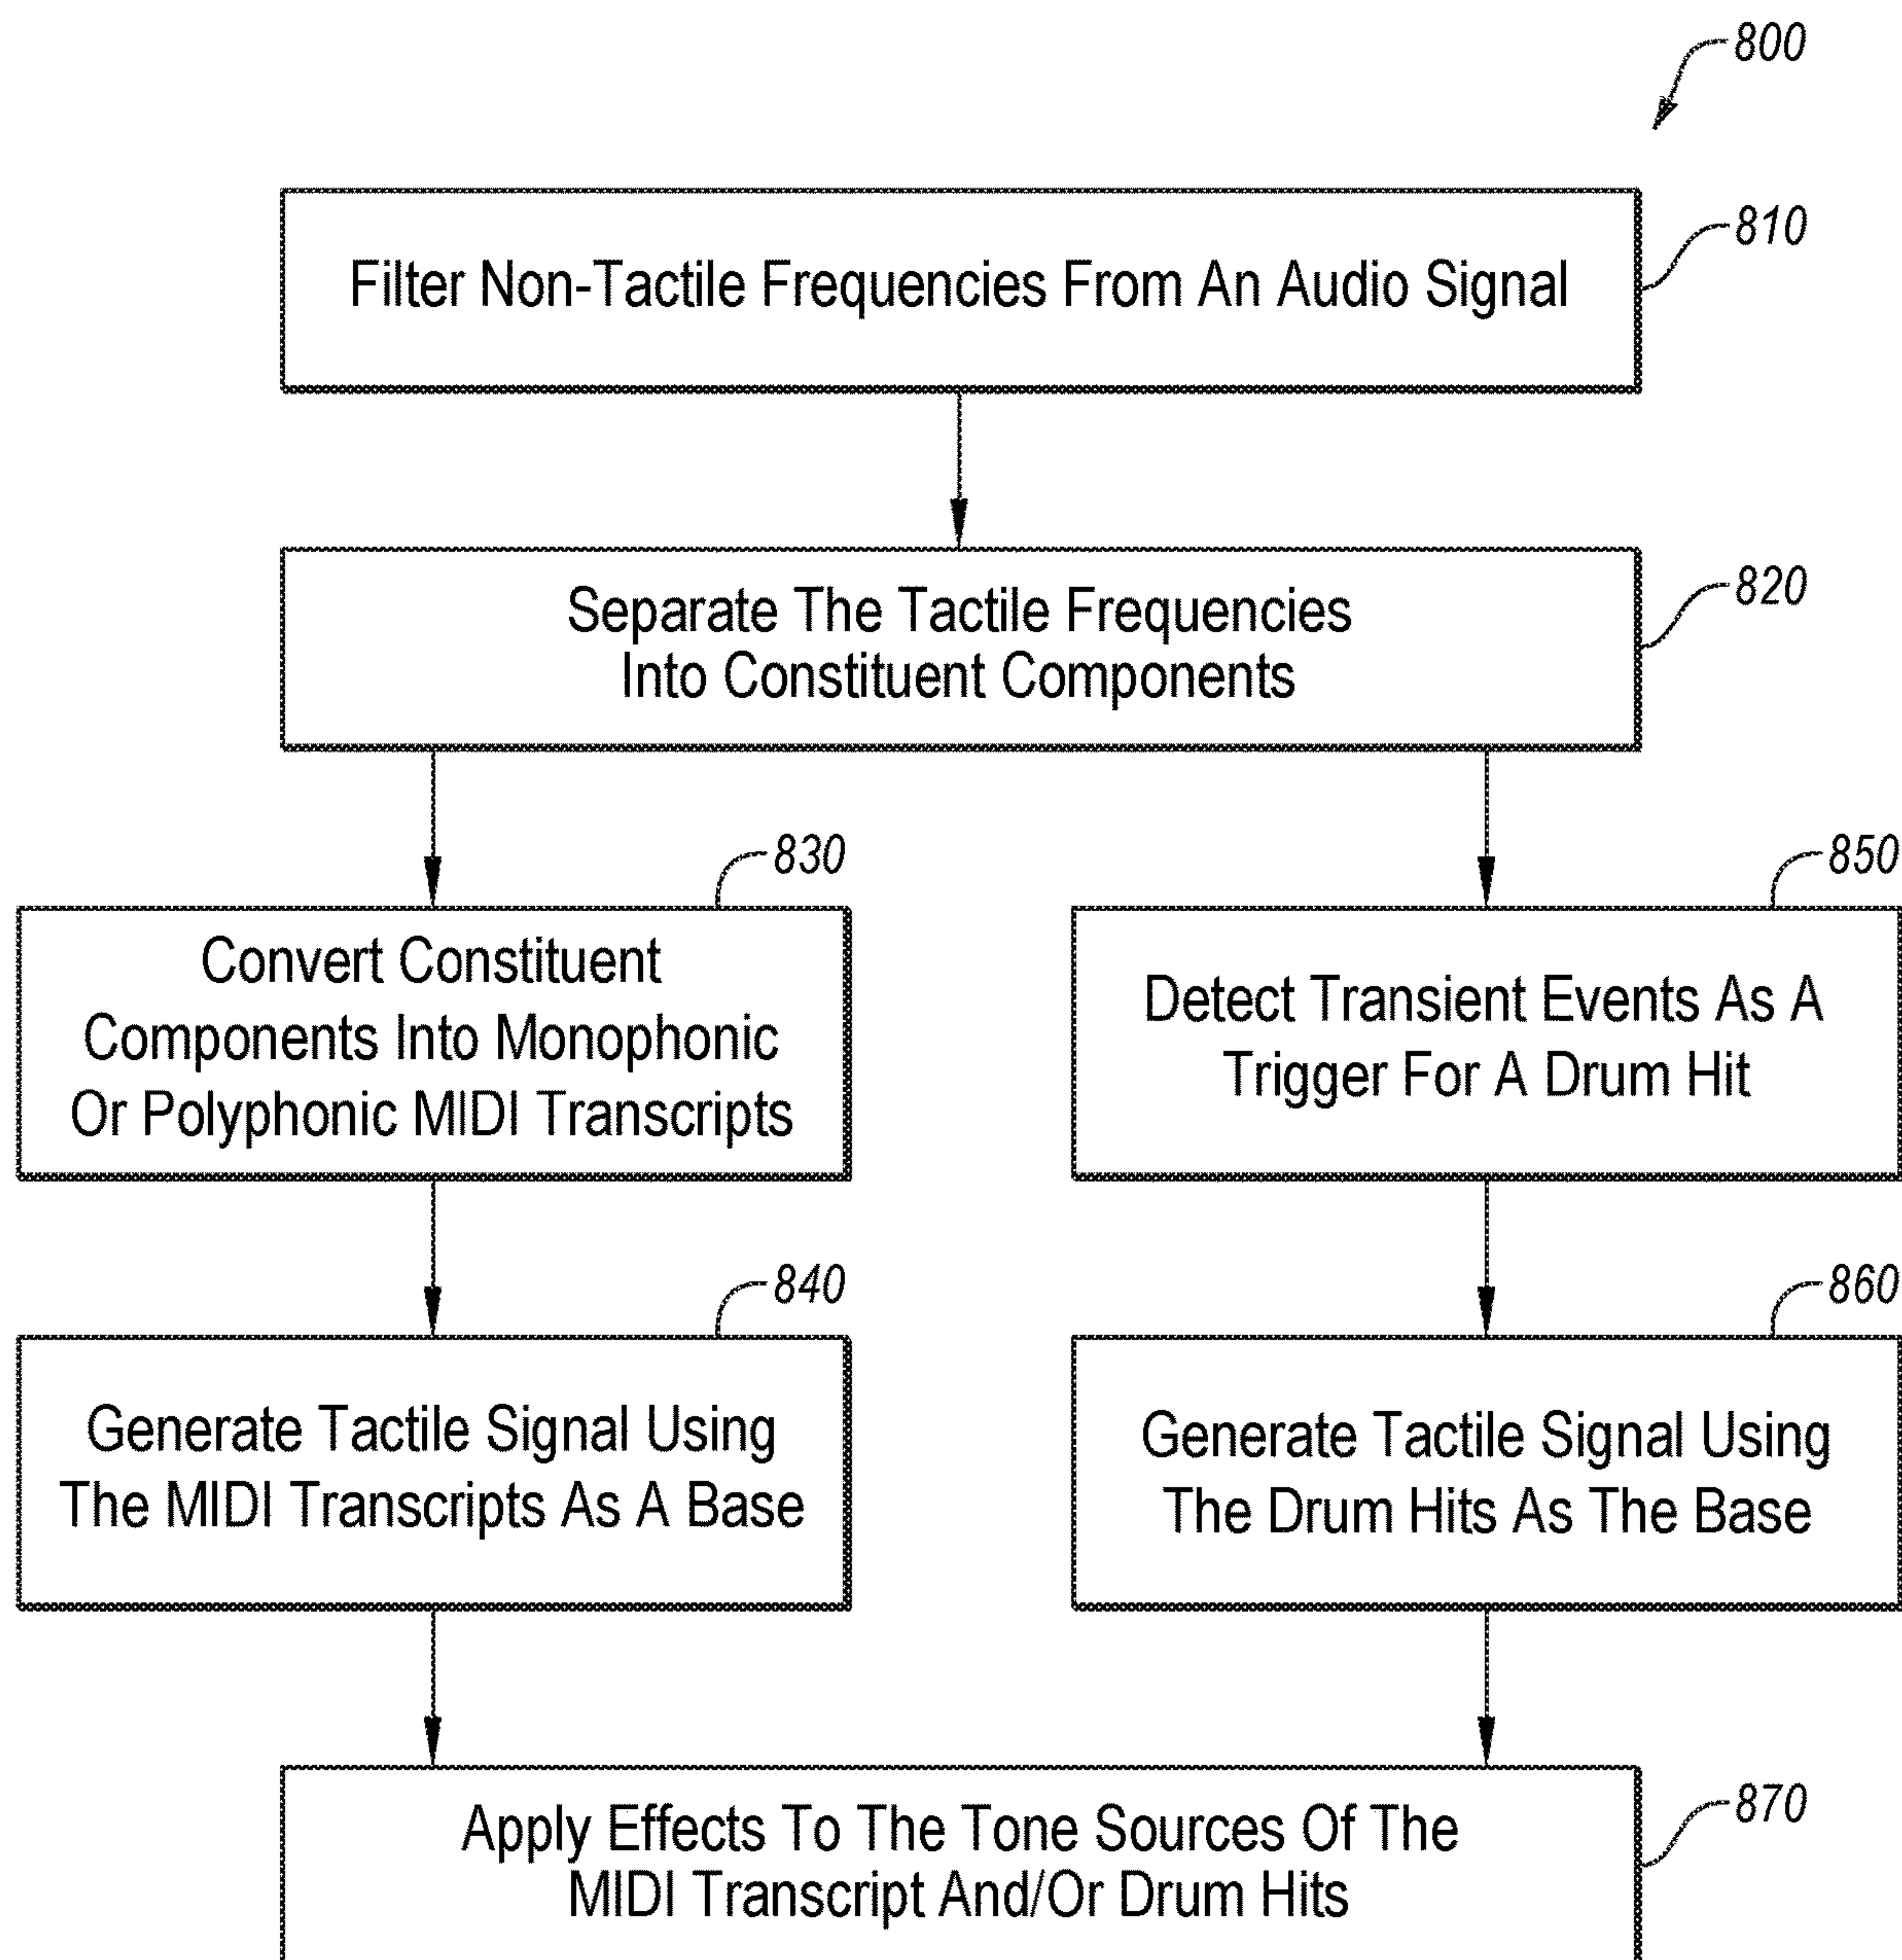 800
Filter Non-Tactile Frequencies From An Audio Signal
810
Separate The Tactile Frequencies
Into Constituent Components
820
830
Convert Constituent
Components Into Monophonic
Or Polyphonic MIDI Transcripts
850
Detect Transient Events As A
Trigger For A Drum Hit
840
Generate Tactile Signal Using
The MIDI Transcripts As A Base
860
Generate Tactile Signal Using
The Drum Hits As The Base
Apply Effects To The Tone Sources Of The
MIDI Transcript And/Or Drum Hits
870